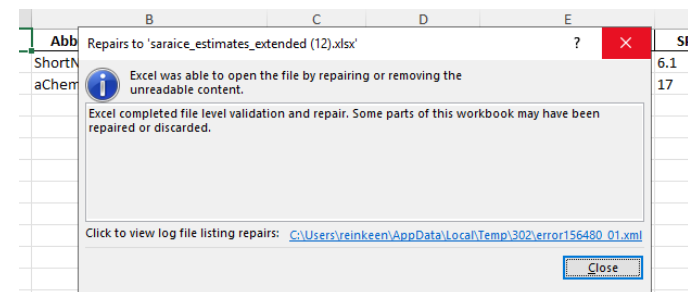 B C D E
Abb
Repairs to 'saraice_estimates_extended (12).xlsx' ? ×
ShortN
6.1
aChem
17
Excel was able to open the file by repairing or removing the
unreadable content.
Excel completed file level validation and repair. Some parts of this workbook may have been
repaired or discarded.
Click to view log file listing repairs: C:\Users\reinkeen\AppData\Local\Temp\302\error156480_01.xml
Close